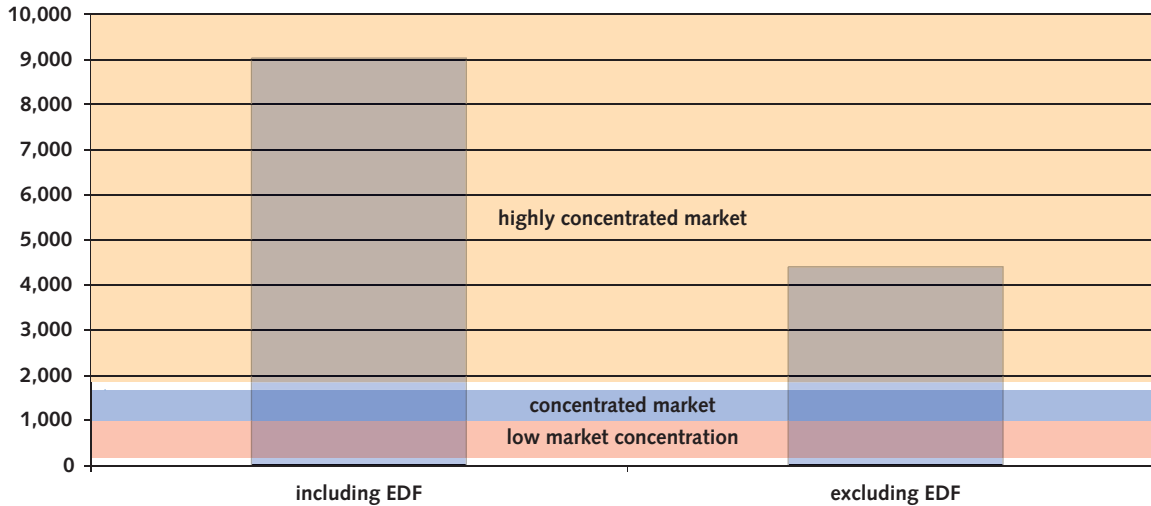 10,000
9,000
8,000
7,000
6,000
highly concentrated market
5,000
4,000
3,000
2,000
concentrated market
1,000
low market concentration
0
including EDF
excluding EDF